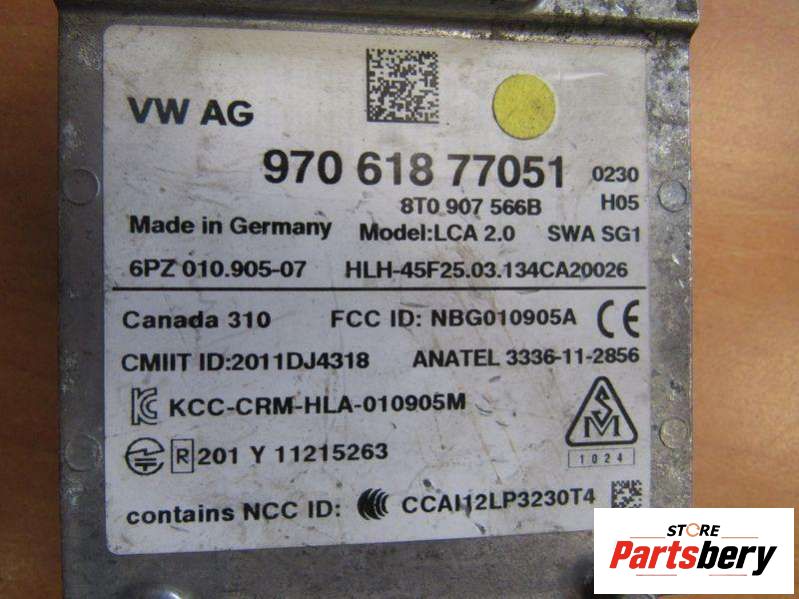 VW AG
970 618 77051 0230
8T0 907 566B H05
Made in Germany Model:LCA 2.0 SWA SG1
6PZ 010.905-07 HLH-45F25.03.134CA20026
Canada 310 FCC ID: NBG010905A CE
CMIIT ID:2011DJ4318 ANATEL 3336-11-2856
KC KCC-CRM-HLA-010905M
SM
R 201 Y 11215263
1024
contains NCC ID: CCAI12LP3230T4
STORE
Partsbery